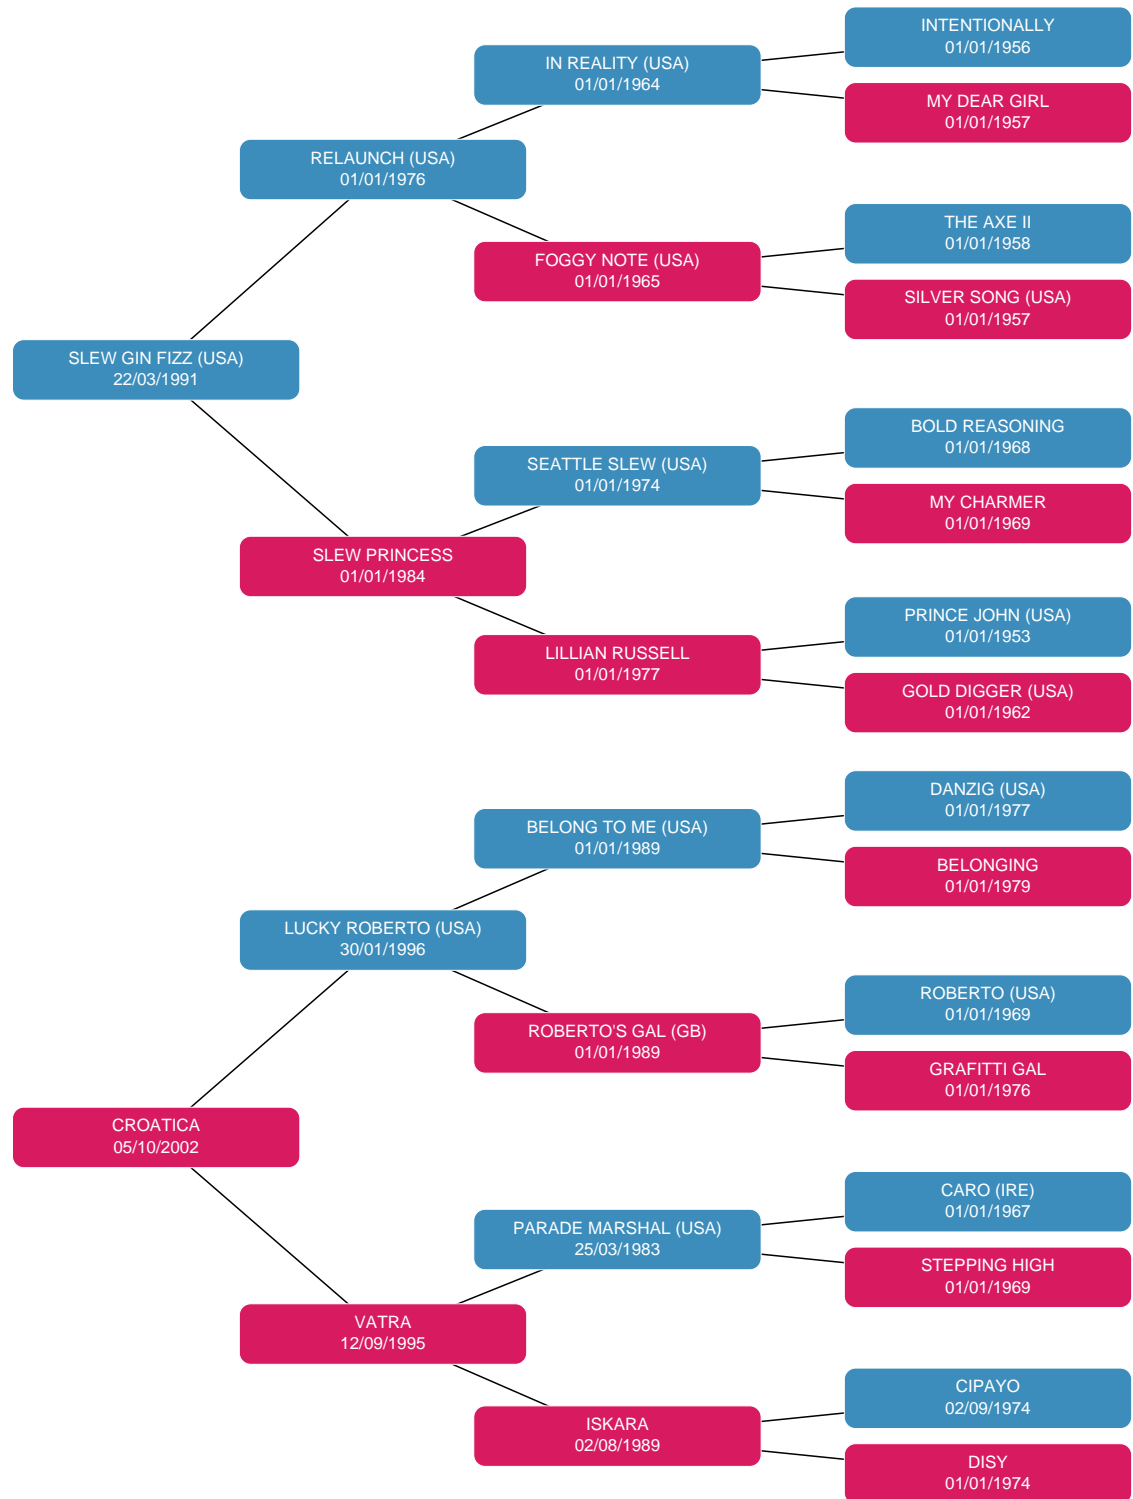 INTENTIONALLY
01/01/1956
IN REALITY (USA)
01/01/1964
MY DEAR GIRL
01/01/1957
RELAUNCH (USA)
01/01/1976
THE AXE II
01/01/1958
FOGGY NOTE (USA)
01/01/1965
SILVER SONG (USA)
01/01/1957
SLEW GIN FIZZ (USA)
22/03/1991
BOLD REASONING
01/01/1968
SEATTLE SLEW (USA)
01/01/1974
MY CHARMER
01/01/1969
SLEW PRINCESS
01/01/1984
PRINCE JOHN (USA)
01/01/1953
LILLIAN RUSSELL
01/01/1977
GOLD DIGGER (USA)
01/01/1962
DANZIG (USA)
01/01/1977
BELONG TO ME (USA)
01/01/1989
BELONGING
01/01/1979
LUCKY ROBERTO (USA)
30/01/1996
ROBERTO (USA)
01/01/1969
ROBERTO'S GAL (GB)
01/01/1989
GRAFITTI GAL
01/01/1976
CROATICA
05/10/2002
CARO (IRE)
01/01/1967
PARADE MARSHAL (USA)
25/03/1983
STEPPING HIGH
01/01/1969
VATRA
12/09/1995
CIPAYO
02/09/1974
ISKARA
02/08/1989
DISY
01/01/1974